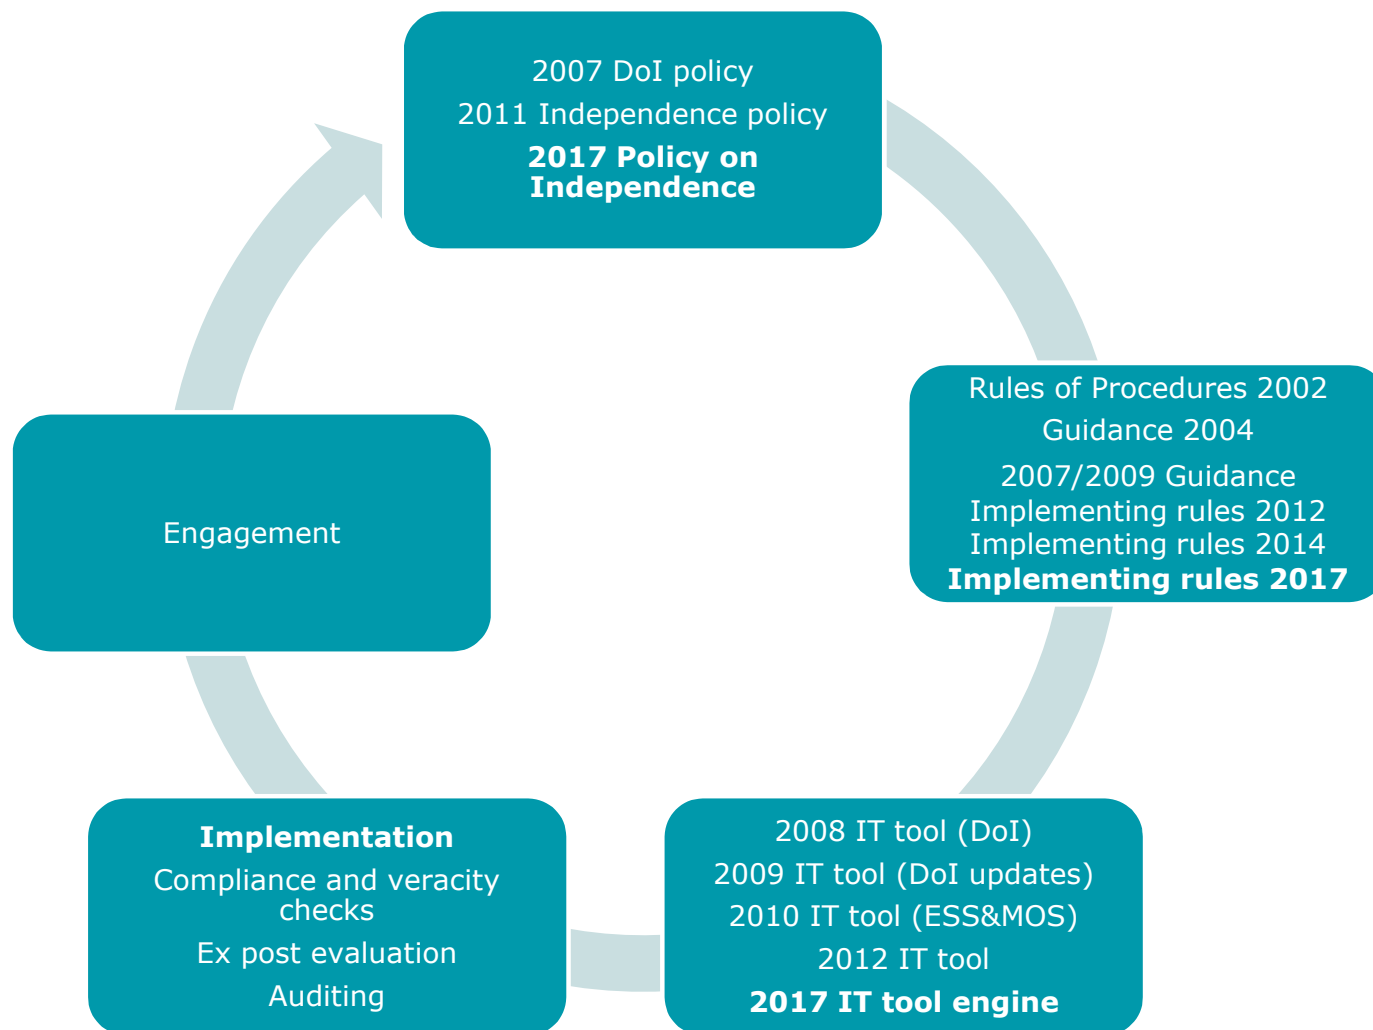 2007 DoI policy
2011 Independence policy
2017 Policy on
Independence
Rules of Procedures 2002
Guidance 2004
2007/2009 Guidance
Implementing rules 2012
Implementing rules 2014
Implementing rules 2017
2008 IT tool (DoI)
2009 IT tool (DoI updates)
2010 IT tool (ESS&MOS)
2012 IT tool
2017 IT tool engine
Implementation
Compliance and veracity
checks
Ex post evaluation
Auditing
Engagement